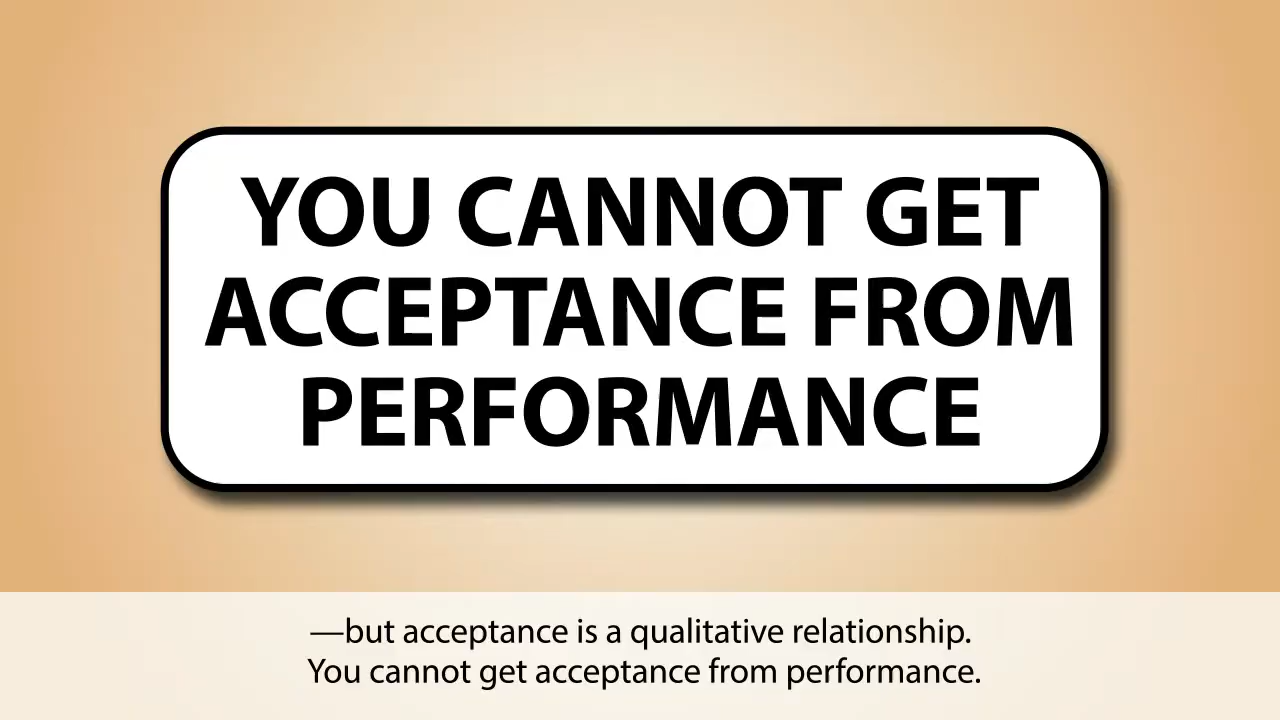 YOU CANNOT GET
ACCEPTANCE FROM
PERFORMANCE
—but acceptance is a qualitative relationship.
You cannot get acceptance from performance.